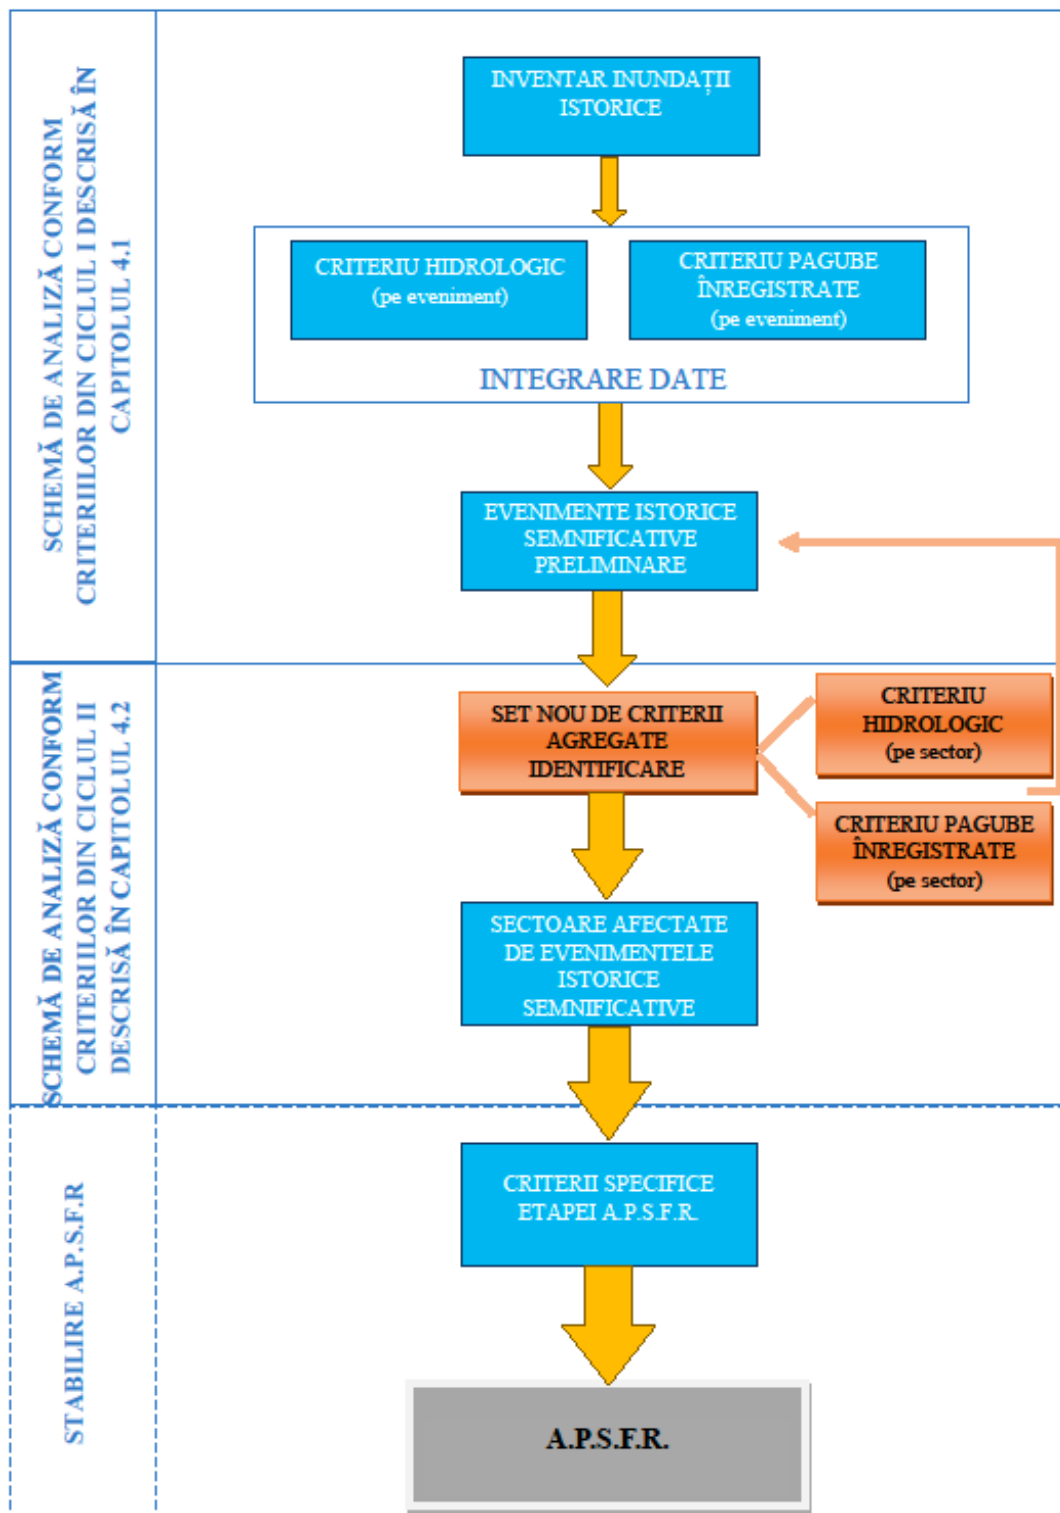 SCHEMĂ DE ANALIZĂ CONFORM
CRITERIILOR DIN CICLUL I DESCRISĂ ÎN
CAPITOLUL 4.1
INVENTAR INUNDAȚII
ISTORICE
CRITERIU HIDROLOGIC
(pe eveniment)
CRITERIU PAGUBE
ÎNREGISTRATE
(pe eveniment)
INTEGRARE DATE
EVENIMENTE ISTORICE
SEMNIFICATIVE
PRELIMINARE
SCHEMĂ DE ANALIZĂ CONFORM
CRITERIILOR DIN CICLUL II
DESCRISĂ ÎN CAPITOLUL 4.2
SET NOU DE CRITERII
AGREGATE
IDENTIFICARE
CRITERIU
HIDROLOGIC
(pe sector)
CRITERIU PAGUBE
ÎNREGISTRATE
(pe sector)
SECTOARE AFECTATE
DE EVENIMENTELE
ISTORICE
SEMNIFICATIVE
STABILIRE A.P.S.F.R
CRITERII SPECIFICE
ETAPEI A.P.S.F.R.
A.P.S.F.R.